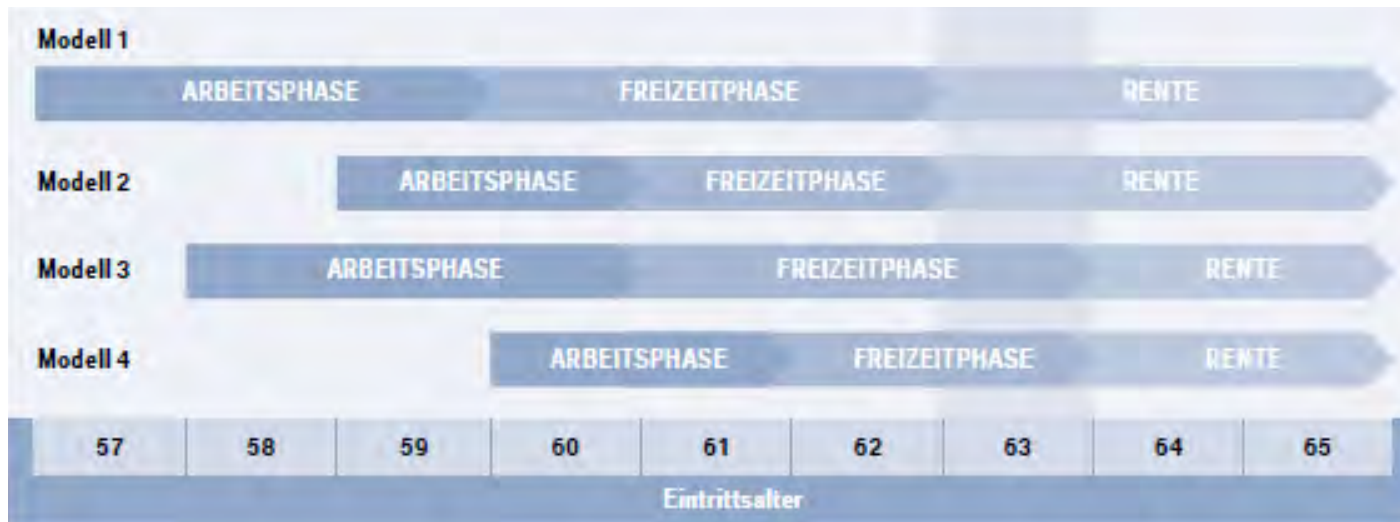 Modell 1
ARBEITSPHASE FREIZEITPHASE RENTE
Modell 2 ARBEITSPHASE FREIZEITPHASE RENTE
Modell 3 ARBEITSPHASE FREIZEITPHASE RENTE
Modell 4 ARBEITSPHASE FREIZEITPHASE RENTE
57 58 59 60 61 62 63 64 65
Eintrittsalter